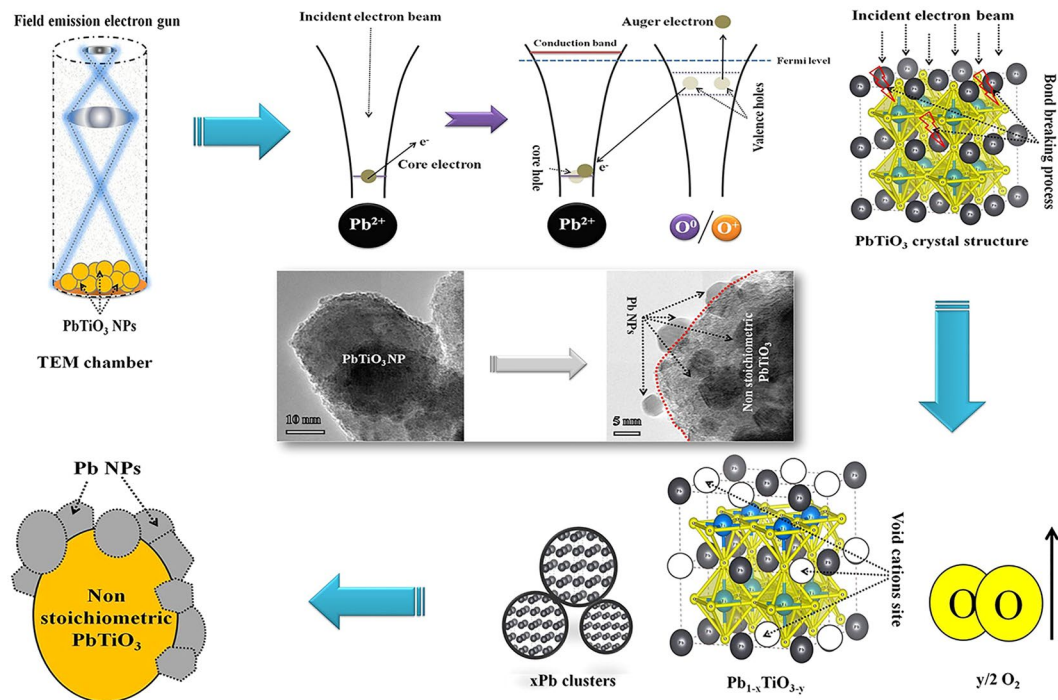 Field emission electron gun
PbTiO₃ NPs
TEM chamber
Incident electron beam
e⁻
Core electron
Pb²⁺
Auger electron
Conduction band
Fermi level
Valence holes
core hole
e⁻
Pb²⁺
O⁰/O⁺
Incident electron beam
Bond breaking process
PbTiO₃ crystal structure
PbTiO₃ NP
10 nm
Pb NPs
Non stoichiometric
PbTiO₃
5 nm
Pb NPs
Non
stoichiometric
PbTiO₃
xPb clusters
Void cations site
Pb₁₋ₓTiO₃₋ᵧ
O O
y/2 O₂